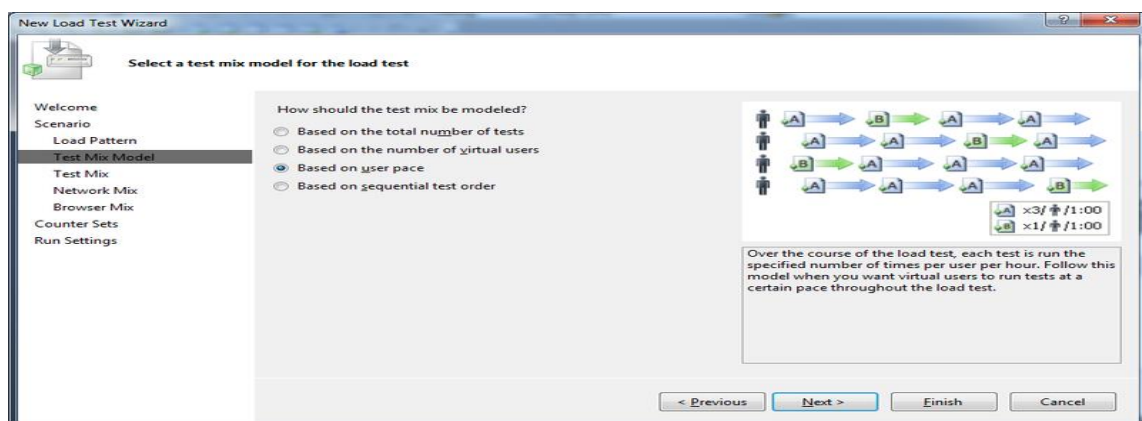 New Load Test Wizard
Select a test mix model for the load test
Welcome
Scenario
Load Pattern
Test Mix Model
Test Mix
Network Mix
Browser Mix
Counter Sets
Run Settings
How should the test mix be modeled?
Based on the total number of tests
Based on the number of virtual users
Based on user pace
Based on sequential test order
A B A A
A A B A
B A A A
A A A B
A x3/ /1:00
B x1/ /1:00
Over the course of the load test, each test is run the
specified number of times per user per hour. Follow this
model when you want virtual users to run tests at a
certain pace throughout the load test.
< Previous Next > Finish Cancel